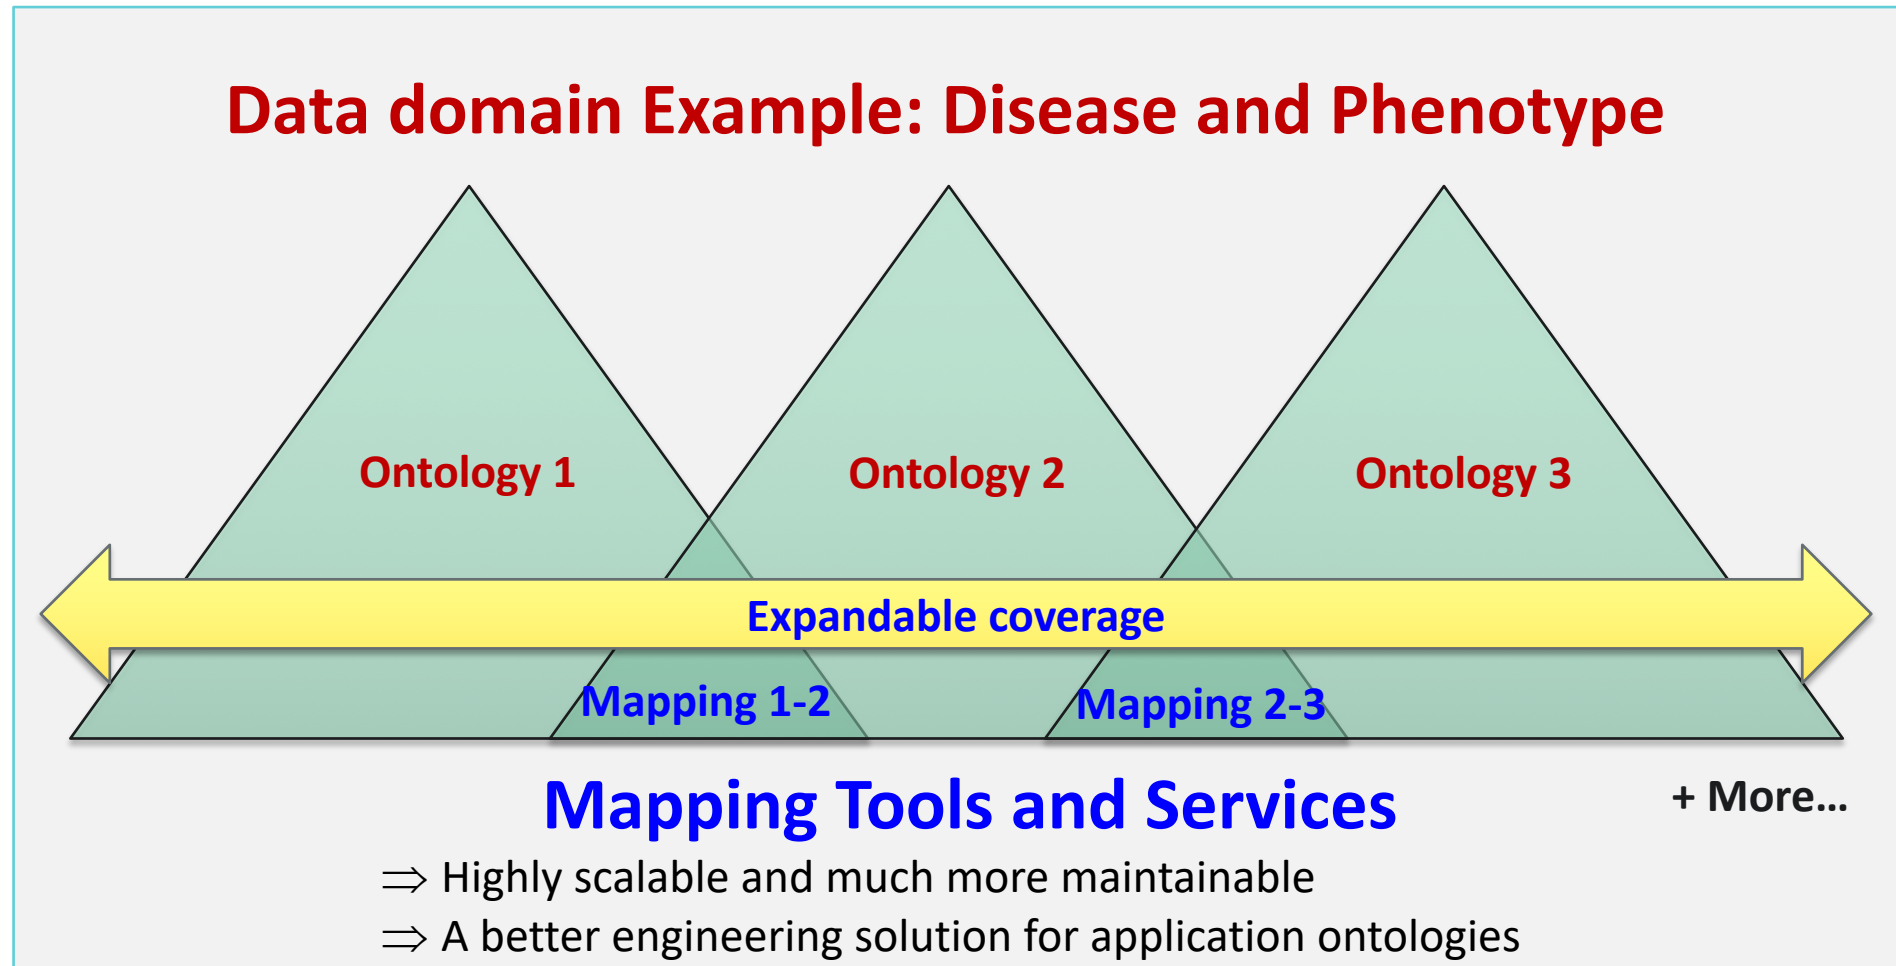 Data domain Example: Disease and Phenotype
Ontology 1
Ontology 2
Ontology 3
Expandable coverage
Mapping 1-2
Mapping 2-3
Mapping Tools and Services
+ More…
⇒ Highly scalable and much more maintainable
⇒ A better engineering solution for application ontologies